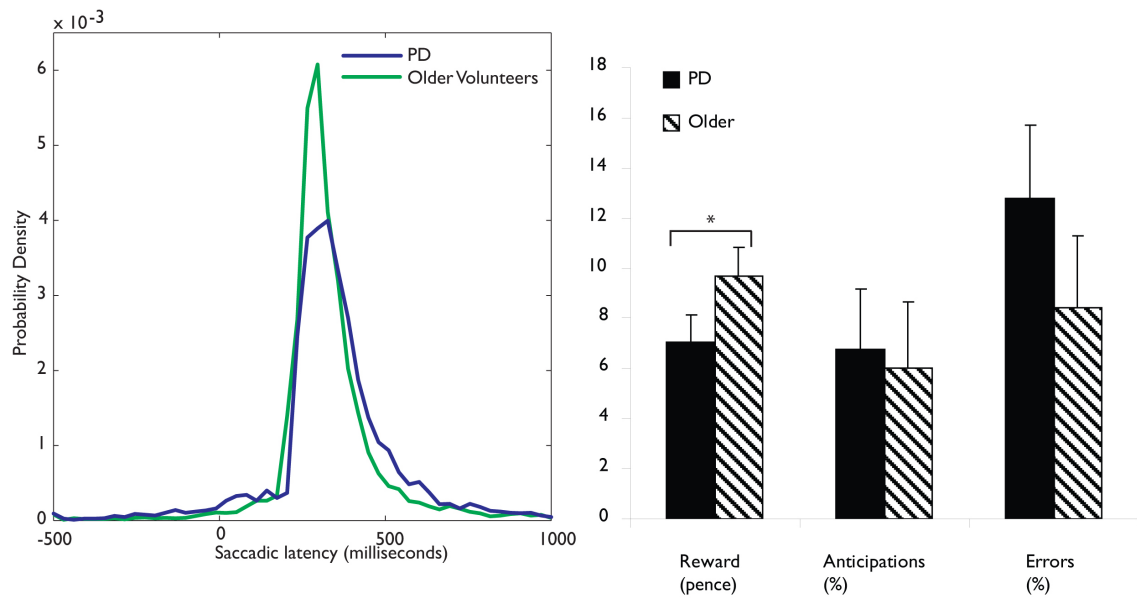 x 10⁻³
6
5
4
3
2
1
0
Probability Density
PD
Older Volunteers
-500
0
500
1000
Saccadic latency (milliseconds)
18
16
14
12
10
8
6
4
2
0
PD
Older
*
Reward
(pence)
Anticipations
(%)
Errors
(%)